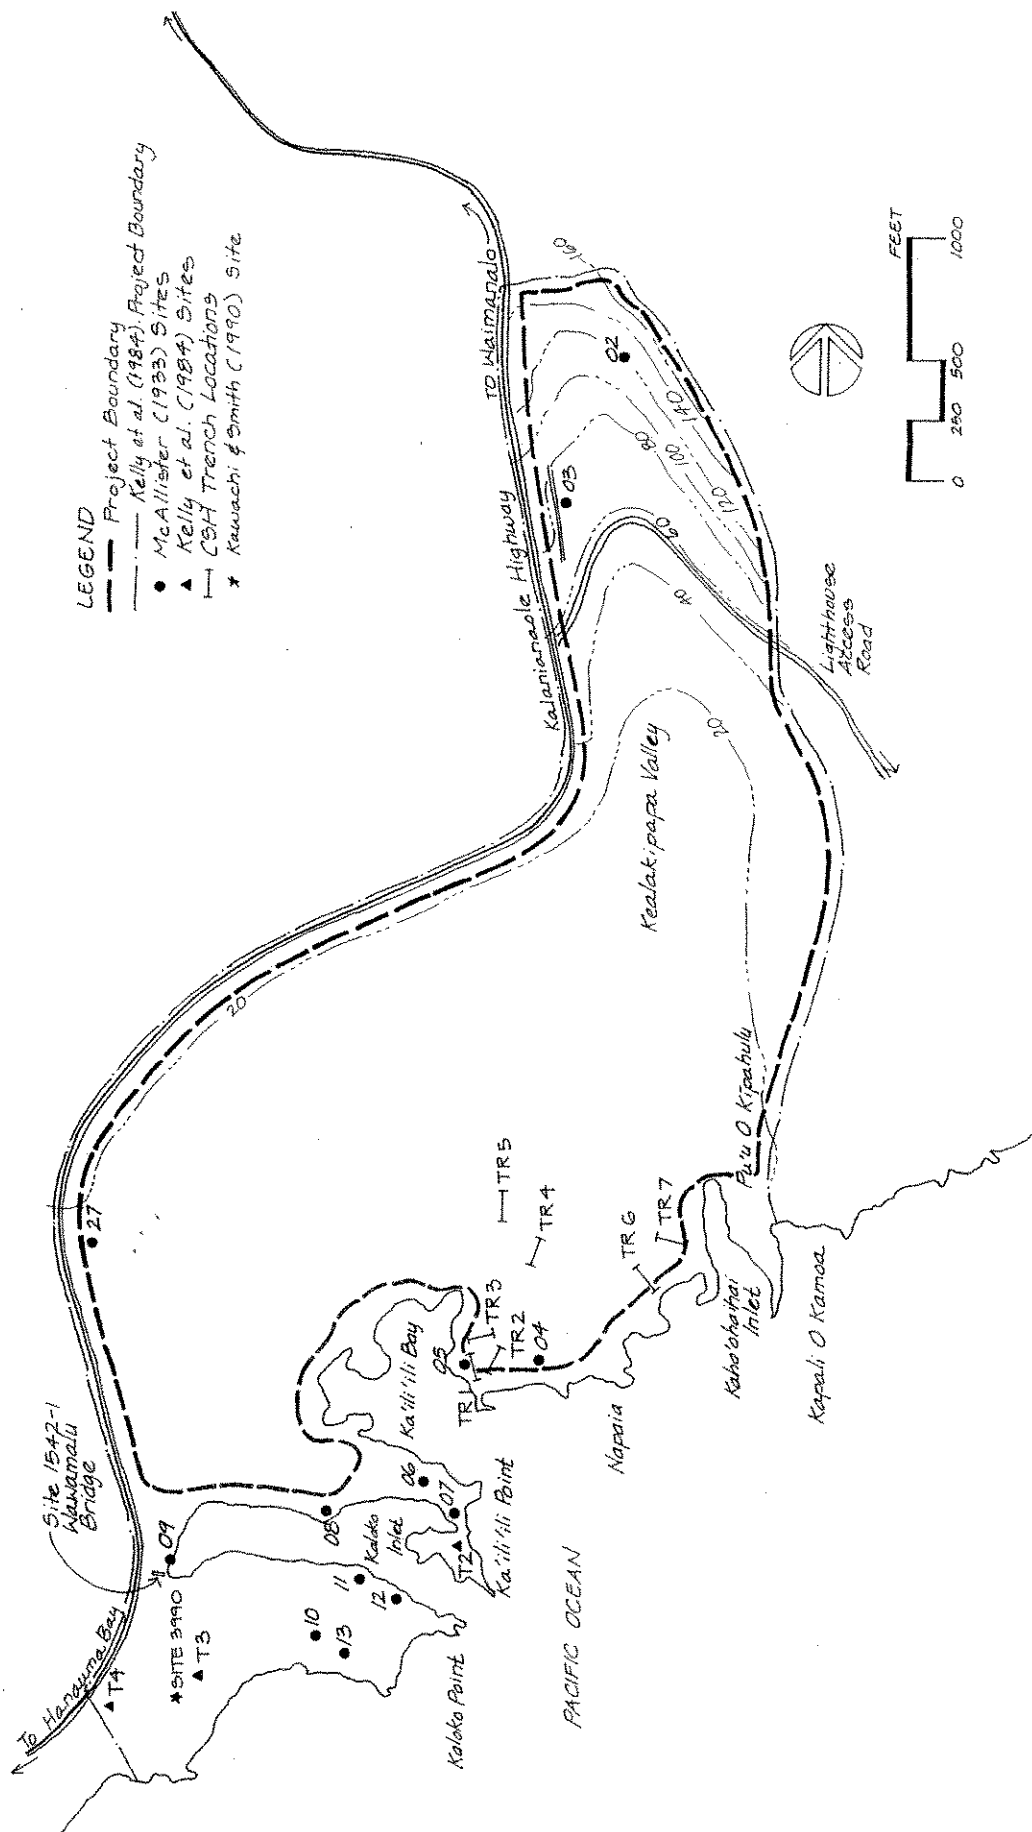 LEGEND
Project Boundary
Kelly et al. (1984), Project Boundary
McAllister (1933) Sites
Kelly et al. (1984) Sites
CSH Trench Locations
Kawachi & Smith (1990) Site
To Hanauma Bay
Site 1542-1
Wawamalu
Bridge
TO Waimanalo
Kalanianaole Highway
T4
SITE 3990
T3
09
27
20
10
13
11
12
08
Kaloko
Inlet
06
07
T2
Ka'ili'ili Bay
Ka'ili'ili Point
Kaloko Point
PACIFIC OCEAN
05
TR1
TR2
TR3
04
TR4
TR5
TR6
TR7
Napaia
Kaho'ohaihai
Inlet
Pu'u O Kipahulu
Kapali O Kamoa
Kealakipapa Valley
20
40
60
80
100
120
140
160
03
02
Lighthouse
Access
Road
FEET
0
250
500
1000